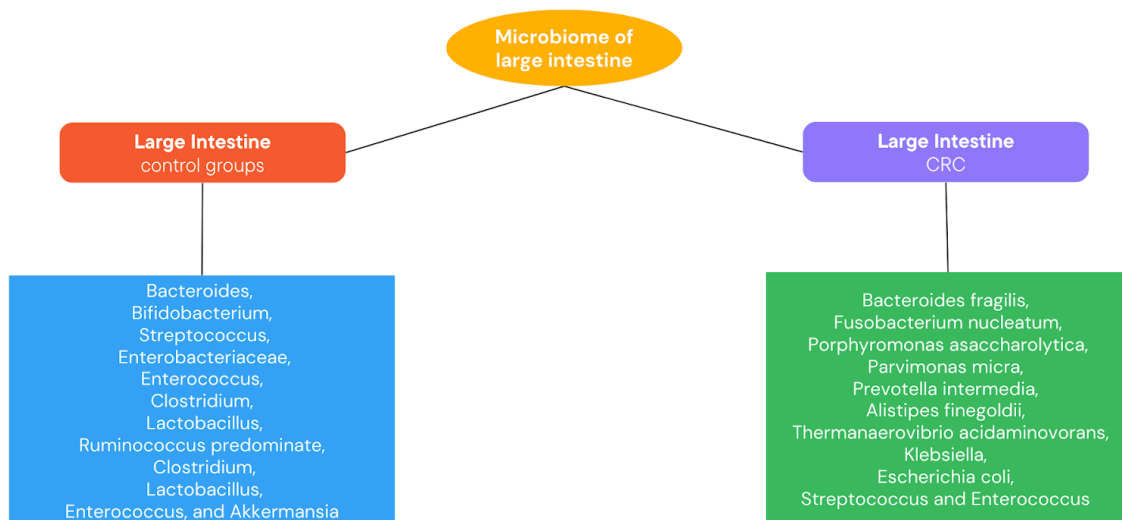 Microbiome of
large intestine
Large Intestine
control groups
Large Intestine
CRC
Bacteroides,
Bifidobacterium,
Streptococcus,
Enterobacteriaceae,
Enterococcus,
Clostridium,
Lactobacillus,
Ruminococcus predominate,
Clostridium,
Lactobacillus,
Enterococcus, and Akkermansia
Bacteroides fragilis,
Fusobacterium nucleatum,
Porphyromonas asaccharolytica,
Parvimonas micra,
Prevotella intermedia,
Alistipes finegoldii,
Thermanaerovibrio acidaminovorans,
Klebsiella,
Escherichia coli,
Streptococcus and Enterococcus